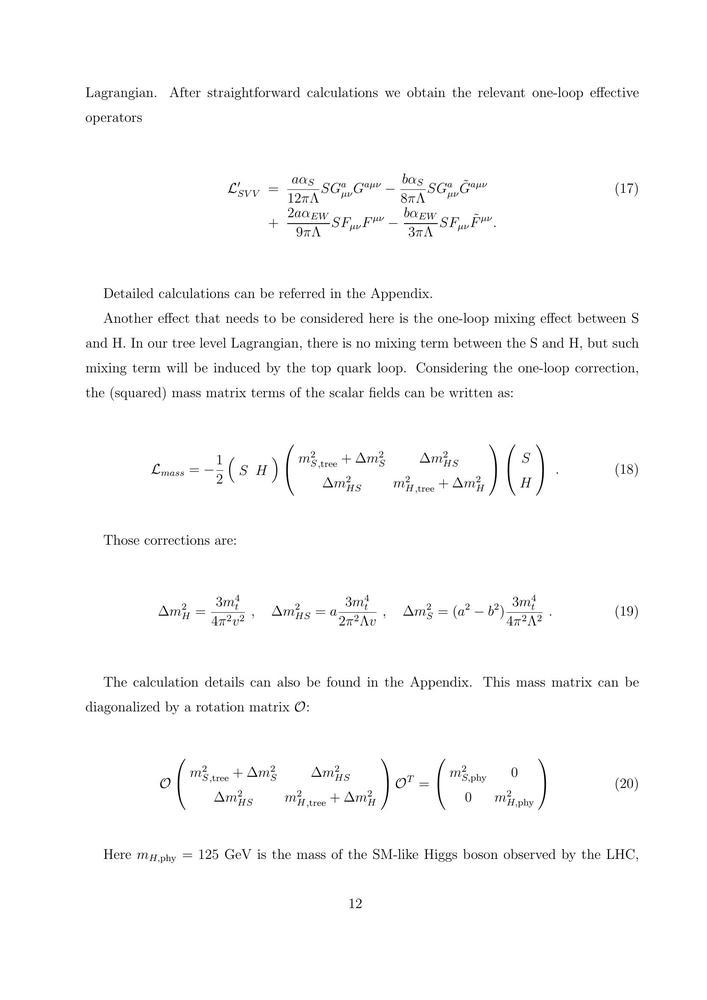 Lagrangian. After straightforward calculations we obtain the relevant one-loop effective
operators
$\mathcal{L}'_{SVV} = \frac{a\alpha_S}{12\pi\Lambda} S G^a_{\mu\nu} G^{a\mu\nu} - \frac{b\alpha_S}{8\pi\Lambda} S G^a_{\mu\nu} \tilde{G}^{a\mu\nu}$ (17)
$+ \frac{2a\alpha_{EW}}{9\pi\Lambda} S F_{\mu\nu} F^{\mu\nu} - \frac{b\alpha_{EW}}{3\pi\Lambda} S F_{\mu\nu} \tilde{F}^{\mu\nu}.$
Detailed calculations can be referred in the Appendix.
Another effect that needs to be considered here is the one-loop mixing effect between S
and H. In our tree level Lagrangian, there is no mixing term between the S and H, but such
mixing term will be induced by the top quark loop. Considering the one-loop correction,
the (squared) mass matrix terms of the scalar fields can be written as:
$\mathcal{L}_{mass} = -\frac{1}{2} \begin{pmatrix} S & H \end{pmatrix} \begin{pmatrix} m^2_{S,\text{tree}} + \Delta m^2_S & \Delta m^2_{HS} \\ \Delta m^2_{HS} & m^2_{H,\text{tree}} + \Delta m^2_H \end{pmatrix} \begin{pmatrix} S \\ H \end{pmatrix} .$ (18)
Those corrections are:
$\Delta m^2_H = \frac{3m^4_t}{4\pi^2 v^2} , \quad \Delta m^2_{HS} = a\frac{3m^4_t}{2\pi^2 \Lambda v} , \quad \Delta m^2_S = (a^2 - b^2)\frac{3m^4_t}{4\pi^2 \Lambda^2} .$ (19)
The calculation details can also be found in the Appendix. This mass matrix can be
diagonalized by a rotation matrix $\mathcal{O}$:
$\mathcal{O} \begin{pmatrix} m^2_{S,\text{tree}} + \Delta m^2_S & \Delta m^2_{HS} \\ \Delta m^2_{HS} & m^2_{H,\text{tree}} + \Delta m^2_H \end{pmatrix} \mathcal{O}^T = \begin{pmatrix} m^2_{S,\text{phy}} & 0 \\ 0 & m^2_{H,\text{phy}} \end{pmatrix}$ (20)
Here $m_{H,\text{phy}} = 125$ GeV is the mass of the SM-like Higgs boson observed by the LHC,
12